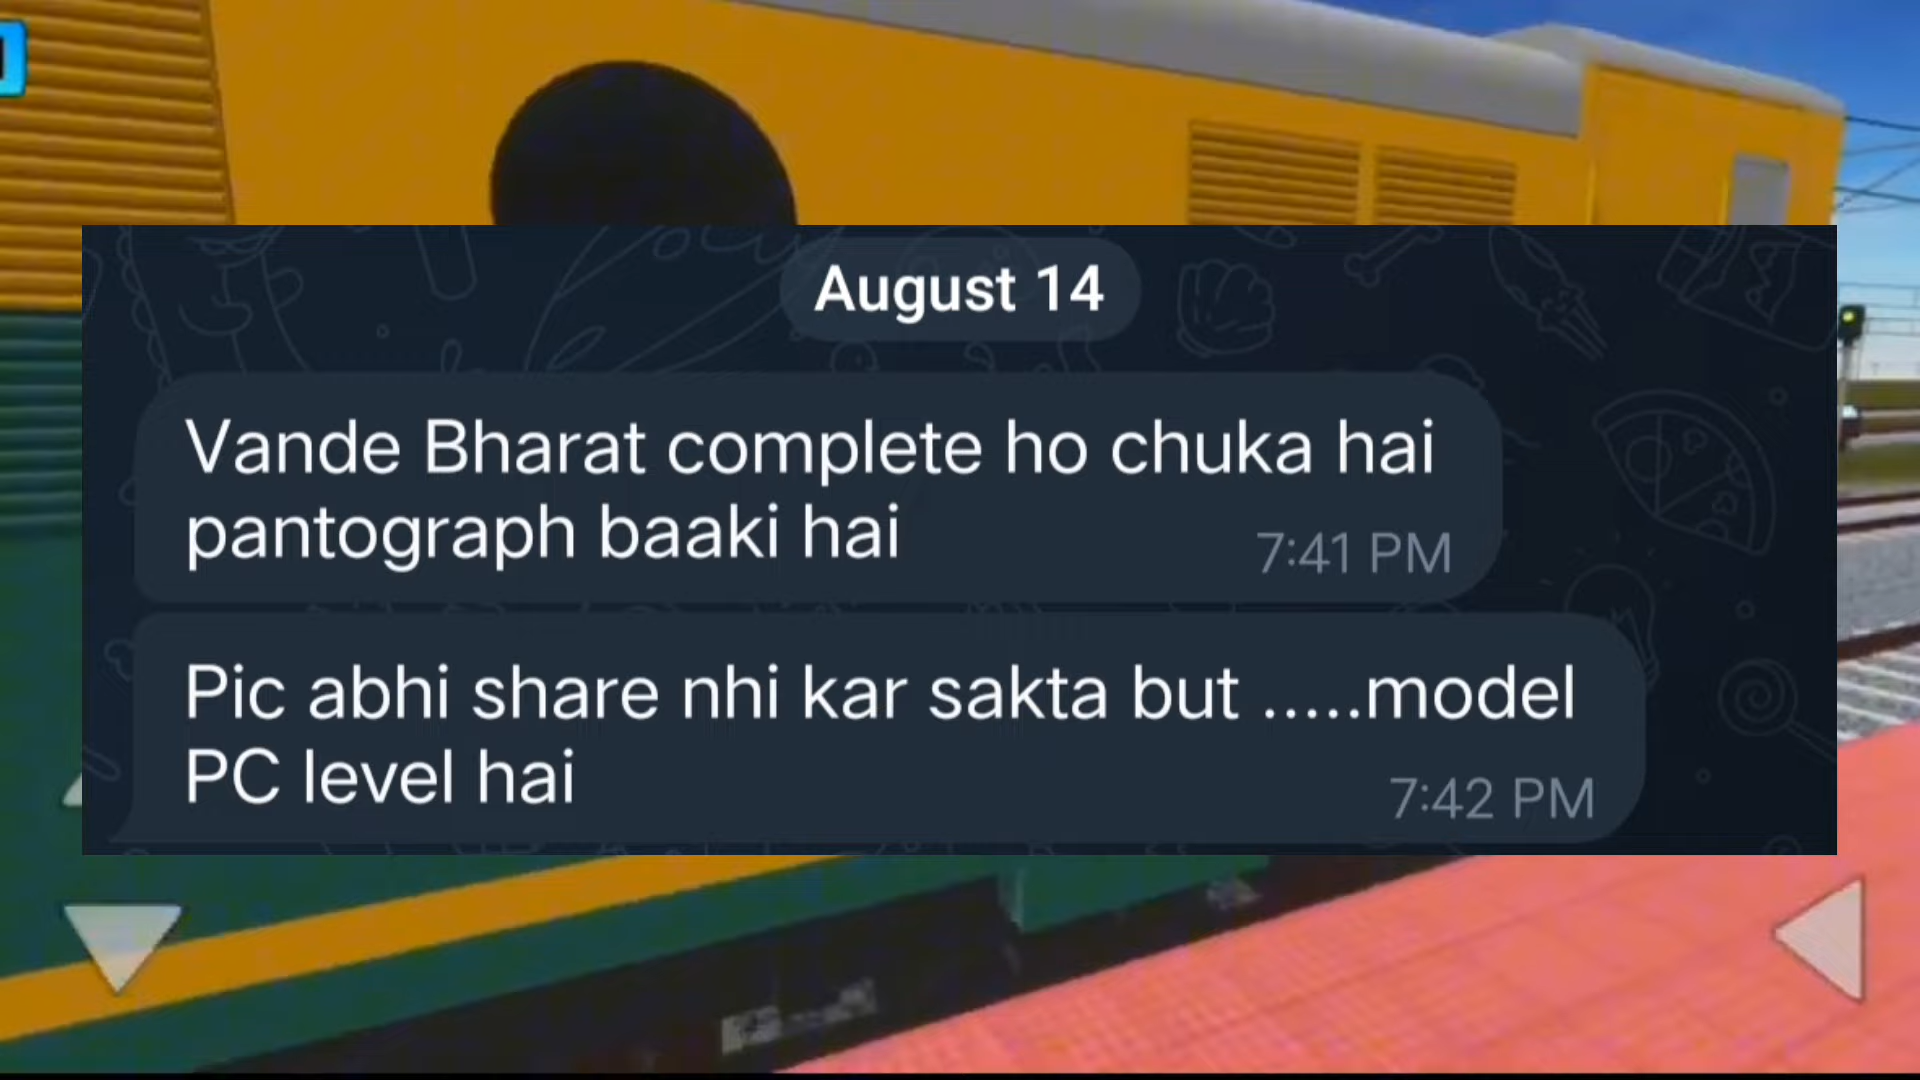 August 14
Vande Bharat complete ho chuka hai
pantograph baaki hai
7:41 PM
Pic abhi share nhi kar sakta but .....model
PC level hai
7:42 PM